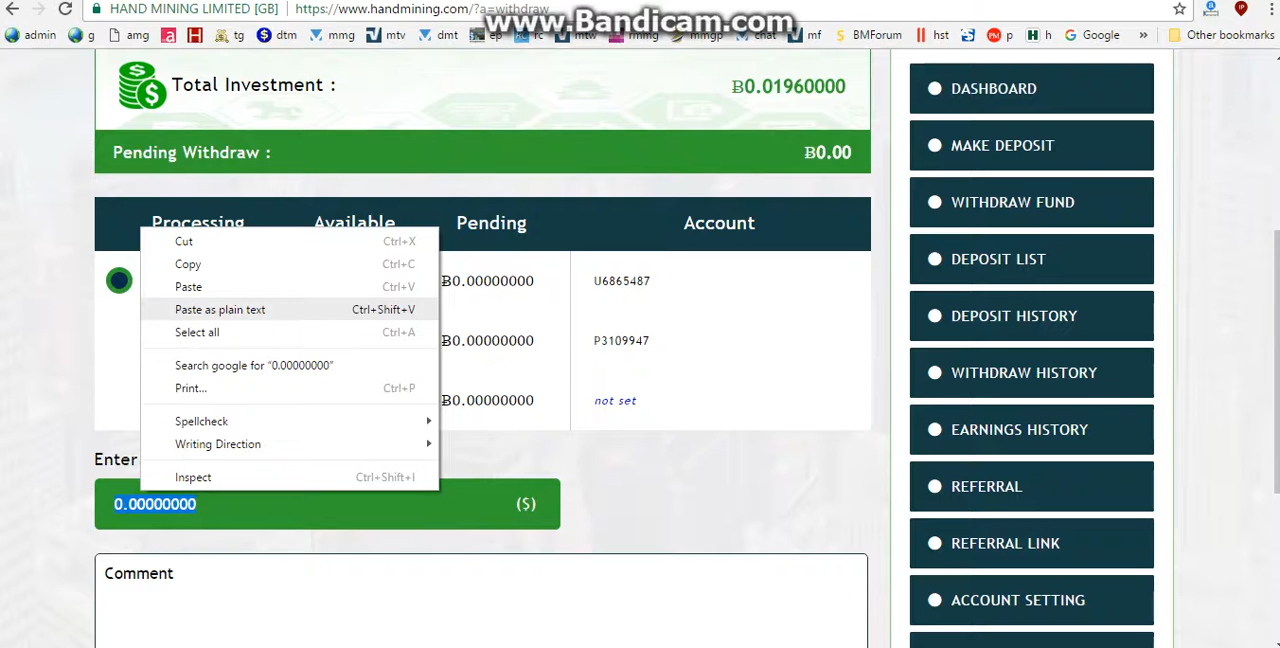 HAND MINING LIMITED [GB]
https://www.handmining.com/?a=withdraw
www.Bandicam.com
admin g amg a H tg dtm mmg mtv dmt ep rc mtw rmmg mmgp chat mf BMForum hst p h Google » Other bookmarks
Total Investment : Ƀ0.01960000
Pending Withdraw : Ƀ0.00
Processing Available Pending Account
Ƀ0.00000000 U6865487
Ƀ0.00000000 P3109947
Ƀ0.00000000 not set
Cut Ctrl+X
Copy Ctrl+C
Paste Ctrl+V
Paste as plain text Ctrl+Shift+V
Select all Ctrl+A
Search google for “0.00000000”
Print... Ctrl+P
Spellcheck
Writing Direction
Inspect Ctrl+Shift+I
Enter
0.00000000 ($)
Comment
DASHBOARD
MAKE DEPOSIT
WITHDRAW FUND
DEPOSIT LIST
DEPOSIT HISTORY
WITHDRAW HISTORY
EARNINGS HISTORY
REFERRAL
REFERRAL LINK
ACCOUNT SETTING